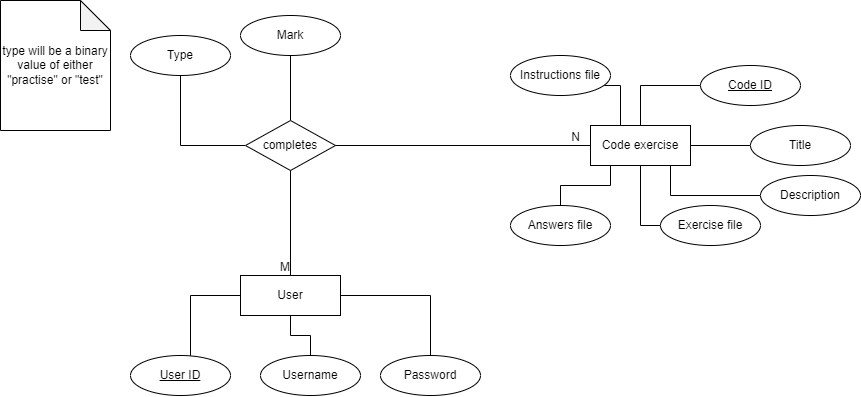 type will be a binary
value of either
"practise" or "test"
Type
Mark
Instructions file
Code ID
completes
N
Code exercise
Title
Description
Answers file
Exercise file
M
User
User ID
Username
Password